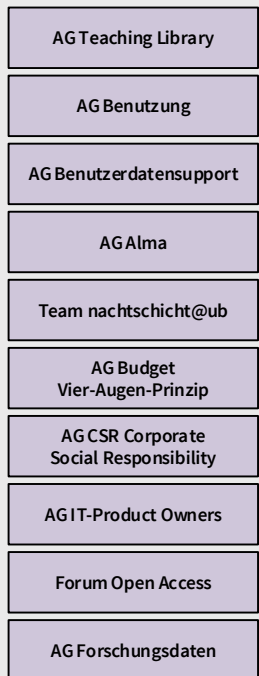 AG Teaching Library
AG Benutzung
AG Benutzerdatensupport
AG Alma
Team nachtschicht@ub
AG Budget
Vier-Augen-Prinzip
AG CSR Corporate
Social Responsibility
AG IT-Product Owners
Forum Open Access
AG Forschungsdaten